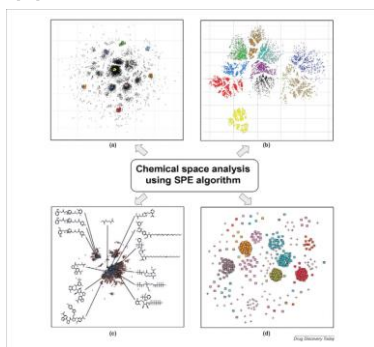 (a)
(b)
Chemical space analysis
using SPE algorithm
(c)
(d)
Drug Discovery Today